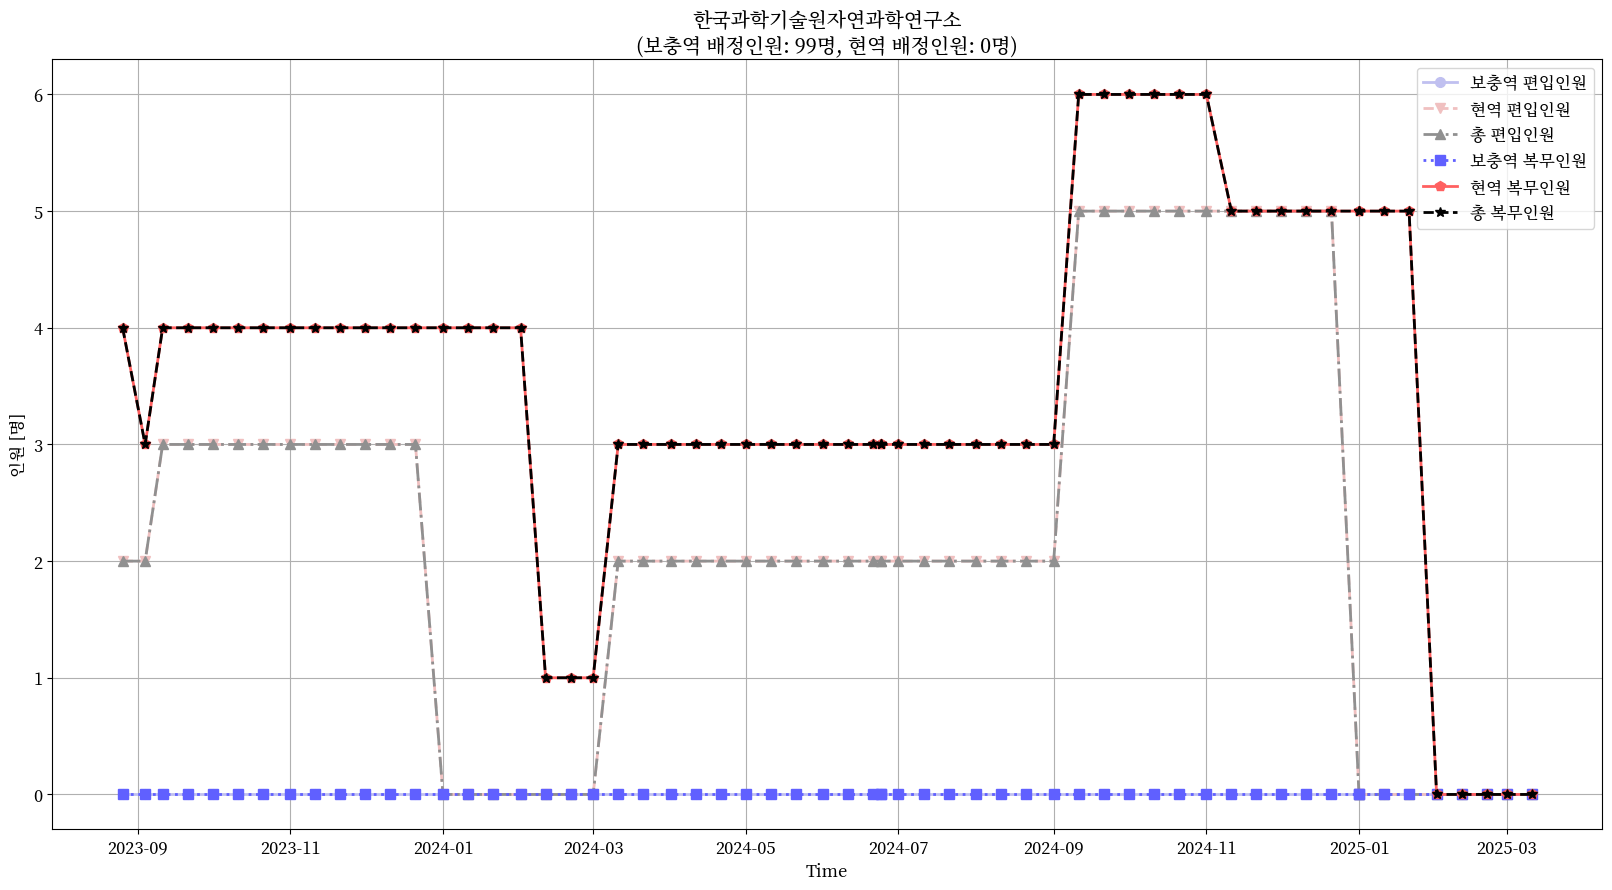 한국과학기술원자연과학연구소
(보충역 배정인원: 99명, 현역 배정인원: 0명)
보충역 편입인원
현역 편입인원
총 편입인원
보충역 복무인원
현역 복무인원
총 복무인원
인원 [명]
6
5
4
3
2
1
0
2023-09
2023-11
2024-01
2024-03
2024-05
2024-07
2024-09
2024-11
2025-01
2025-03
Time